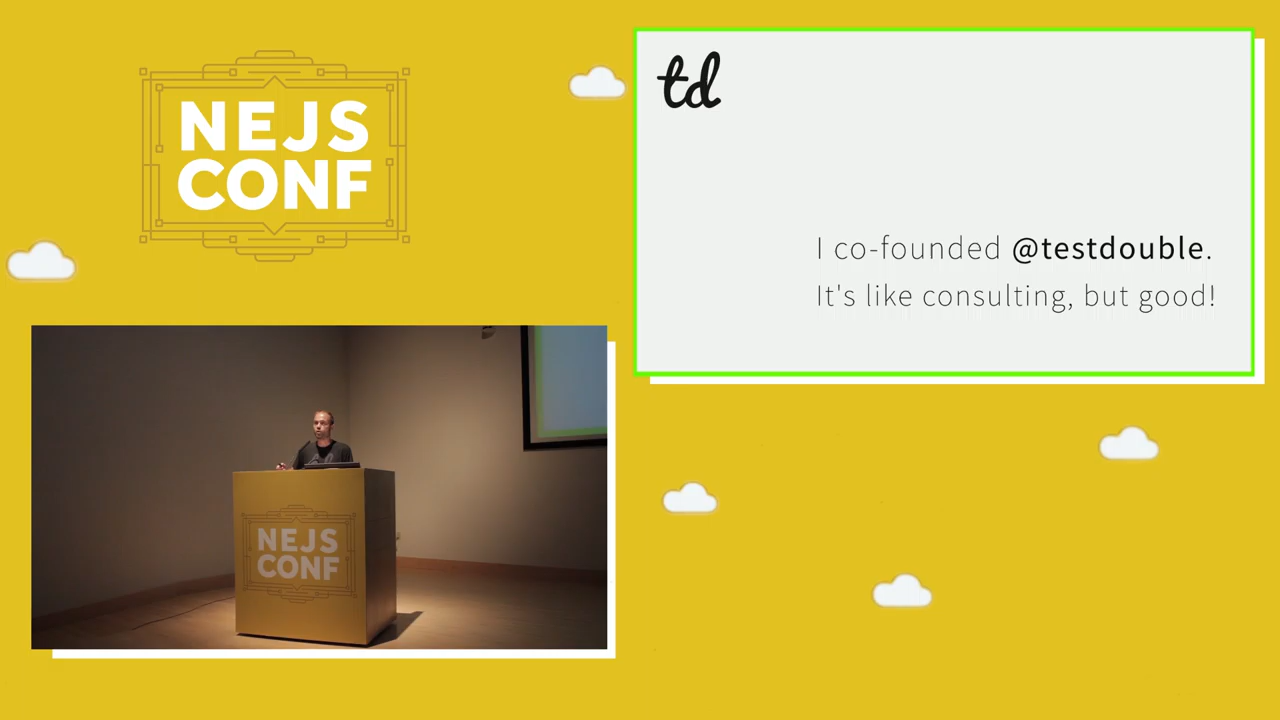 NEJS
CONF
td
I co-founded @testdouble.
It's like consulting, but good!
NEJS
CONF